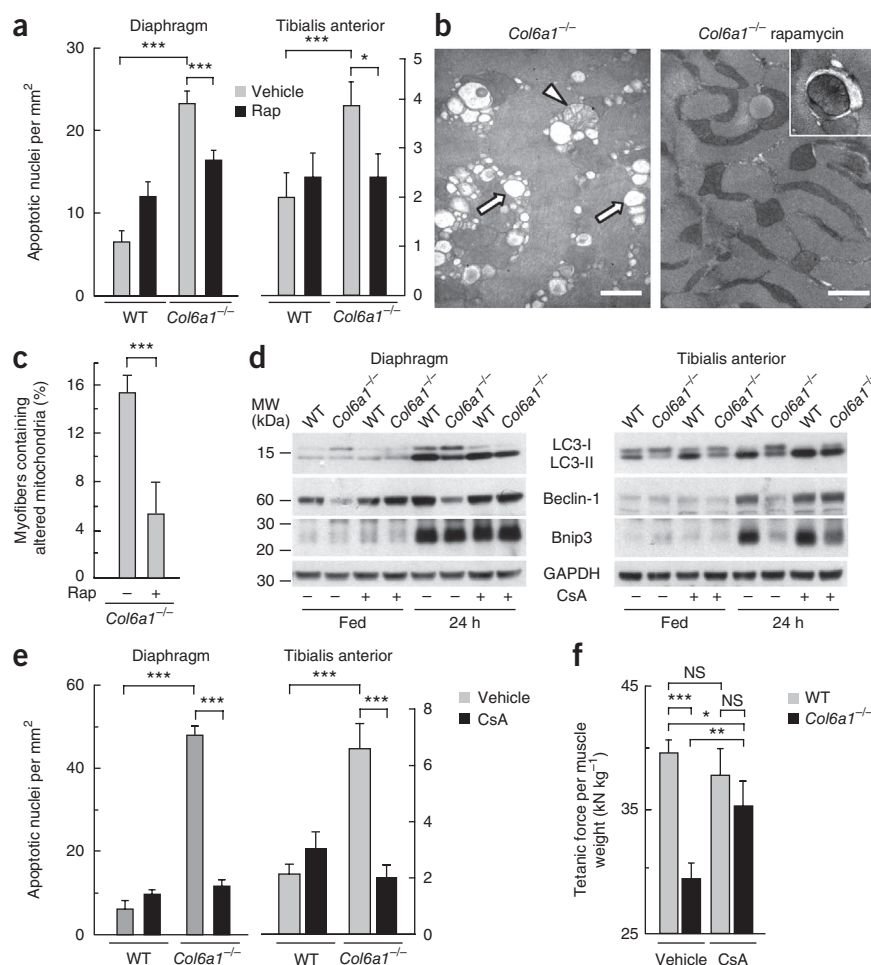 a
Diaphragm
Tibialis anterior
Apoptotic nuclei per mm²
30
20
10
0
***
***
***
*
Vehicle
Rap
5
4
3
2
1
0
WT
Col6a1⁻/⁻
WT
Col6a1⁻/⁻
b
Col6a1⁻/⁻
Col6a1⁻/⁻ rapamycin
c
Myofibers containing
altered mitochondria (%)
16
12
8
4
0
***
Rap
–
+
Col6a1⁻/⁻
d
Diaphragm
Tibialis anterior
MW
(kDa)
WT
Col6a1⁻/⁻
WT
Col6a1⁻/⁻
WT
Col6a1⁻/⁻
WT
Col6a1⁻/⁻
WT
Col6a1⁻/⁻
WT
Col6a1⁻/⁻
WT
Col6a1⁻/⁻
WT
Col6a1⁻/⁻
15
60
30
20
30
LC3-I
LC3-II
Beclin-1
Bnip3
GAPDH
– – + + – – + +
CsA
– – + + – – + +
Fed
24 h
Fed
24 h
e
Diaphragm
Tibialis anterior
Apoptotic nuclei per mm²
60
40
20
10
0
***
***
***
***
Vehicle
CsA
8
6
4
2
0
WT
Col6a1⁻/⁻
WT
Col6a1⁻/⁻
f
Tetanic force per muscle
weight (kN kg⁻¹)
45
35
25
NS
***
NS
*
**
WT
Col6a1⁻/⁻
Vehicle
CsA